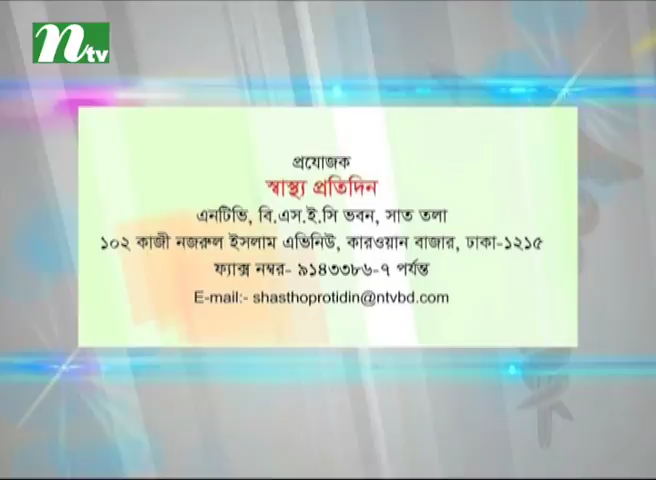 ntv
প্রযোজক
স্বাস্থ্য প্রতিদিন
এনটিভি, বি.এস.ই.সি ভবন, সাত তলা
১০২ কাজী নজরুল ইসলাম এভিনিউ, কারওয়ান বাজার, ঢাকা-১২১৫
ফ্যাক্স নম্বর- ৯১৪৩৩৮৬-৭ পর্যন্ত
E-mail:- shasthoprotidin@ntvbd.com